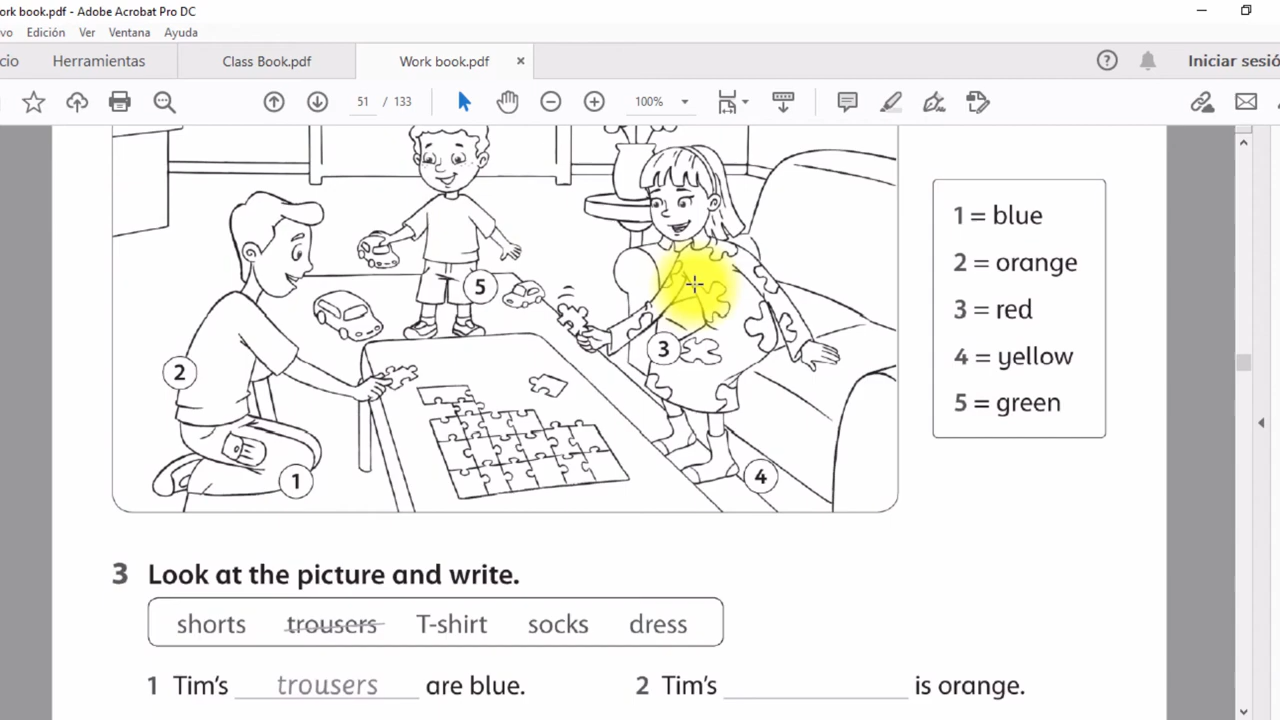 ork book.pdf - Adobe Acrobat Pro DC
vo Edición Ver Ventana Ayuda
cio Herramientas Class Book.pdf Work book.pdf × ? Iniciar sesió
51 / 133 100%
1 = blue
2 = orange
3 = red
4 = yellow
5 = green
5
3
2
1
4
3 Look at the picture and write.
shorts trousers T-shirt socks dress
1 Tim's trousers are blue. 2 Tim's ____ is orange.